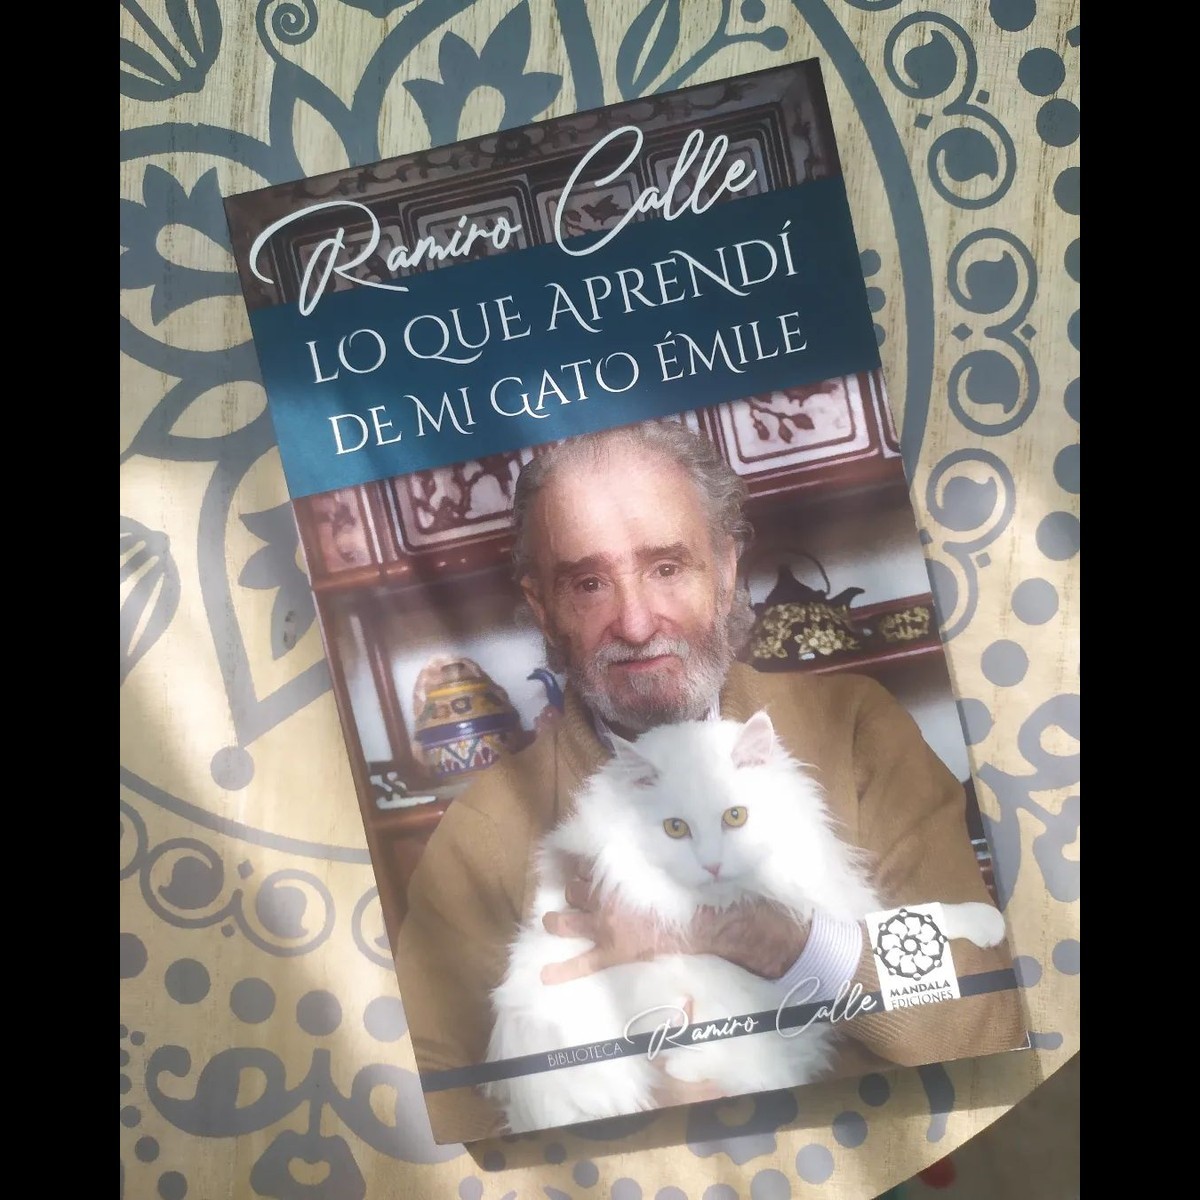 Ramiro Calle
LO QUE APRENDÍ
DE MI GATO ÉMILE
MANDALA
EDICIONES
BIBLIOTECA Ramiro Calle